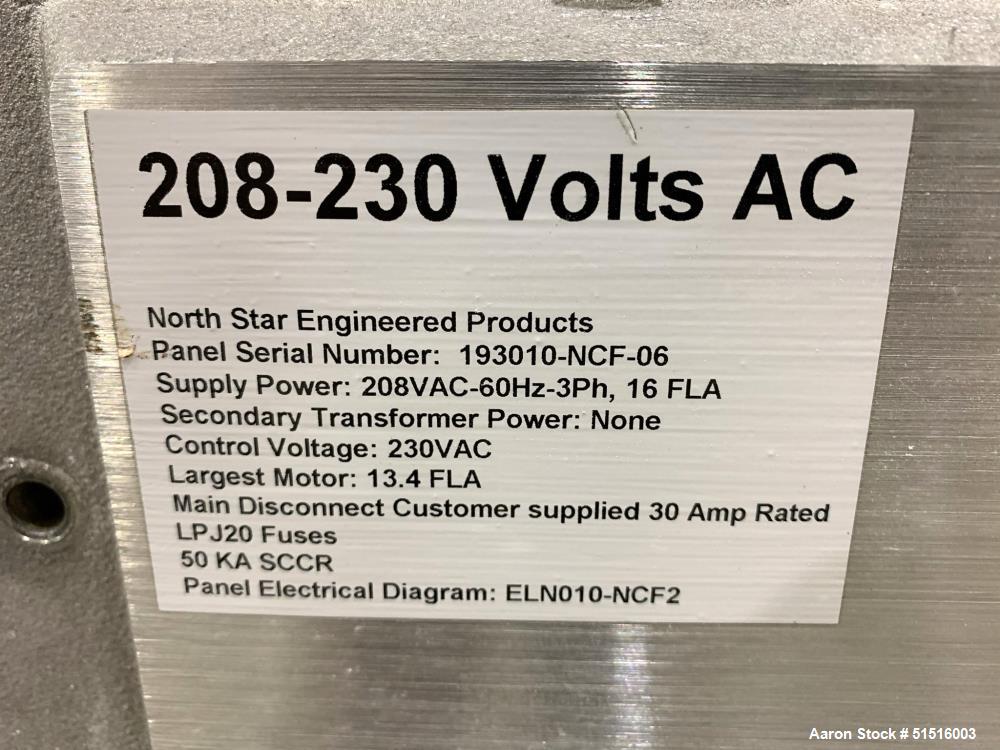 208-230 Volts AC
North Star Engineered Products
Panel Serial Number: 193010-NCF-06
Supply Power: 208VAC-60Hz-3Ph, 16 FLA
Secondary Transformer Power: None
Control Voltage: 230VAC
Largest Motor: 13.4 FLA
Main Disconnect Customer supplied 30 Amp Rated
LPJ20 Fuses
50 KA SCCR
Panel Electrical Diagram: ELN010-NCF2
Aaron Stock # 51516003